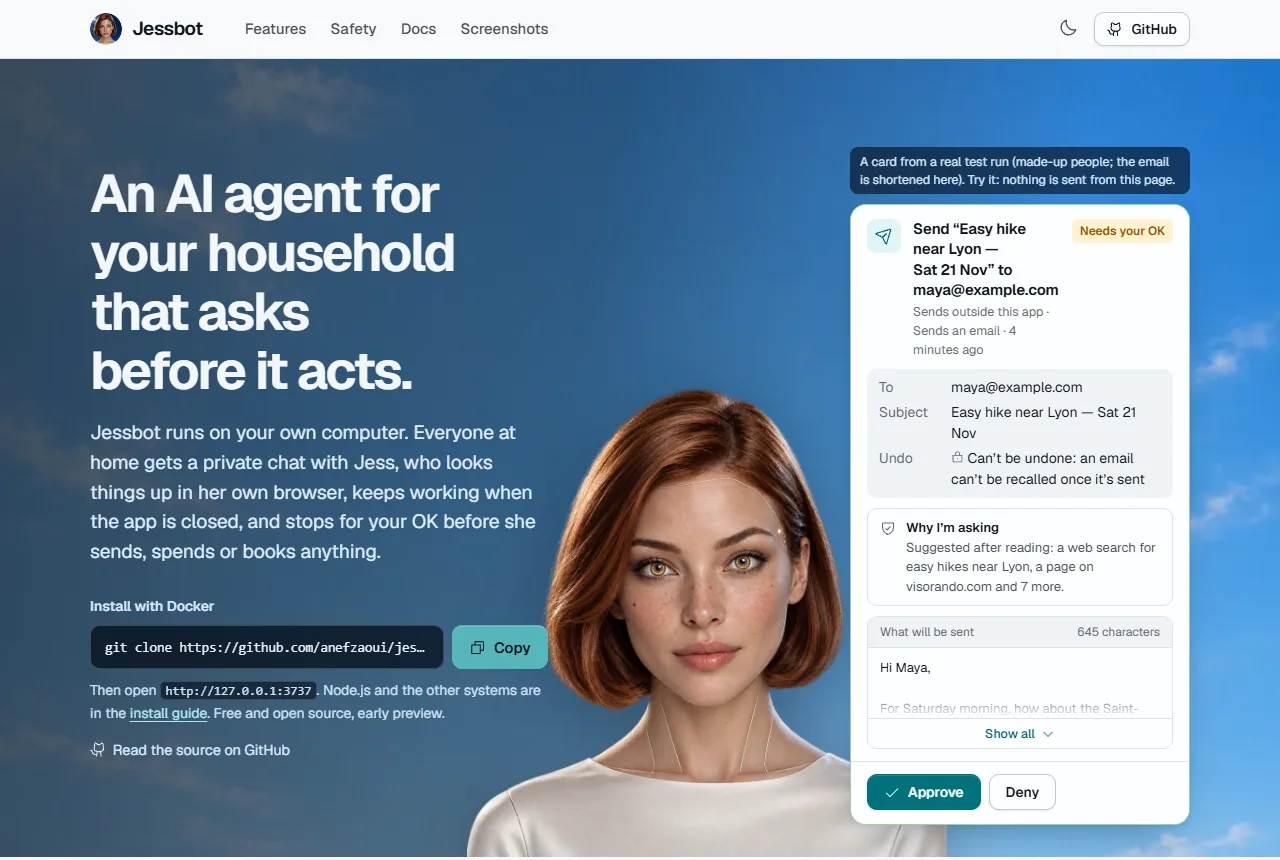 Jessbot
Features
Safety
Docs
Screenshots
GitHub
An AI agent for
your household
that asks
before it acts.
Jessbot runs on your own computer. Everyone at
home gets a private chat with Jess, who looks
things up in her own browser, keeps working when
the app is closed, and stops for your OK before she
sends, spends or books anything.
Install with Docker
git clone https://github.com/anefzaoui/jes…
Copy
Then open http://127.0.0.1:3737. Node.js and the other systems are
in the install guide. Free and open source, early preview.
Read the source on GitHub
A card from a real test run (made-up people; the email
is shortened here). Try it: nothing is sent from this page.
Send “Easy hike
near Lyon —
Sat 21 Nov” to
maya@example.com
Needs your OK
Sends outside this app ·
Sends an email · 4
minutes ago
To maya@example.com
Subject Easy hike near Lyon — Sat 21
Nov
Undo Can’t be undone: an email
can’t be recalled once it’s sent
Why I’m asking
Suggested after reading: a web search for
easy hikes near Lyon, a page on
visorando.com and 7 more.
What will be sent 645 characters
Hi Maya,
For Saturday morning, how about the Saint-
Show all
Approve
Deny